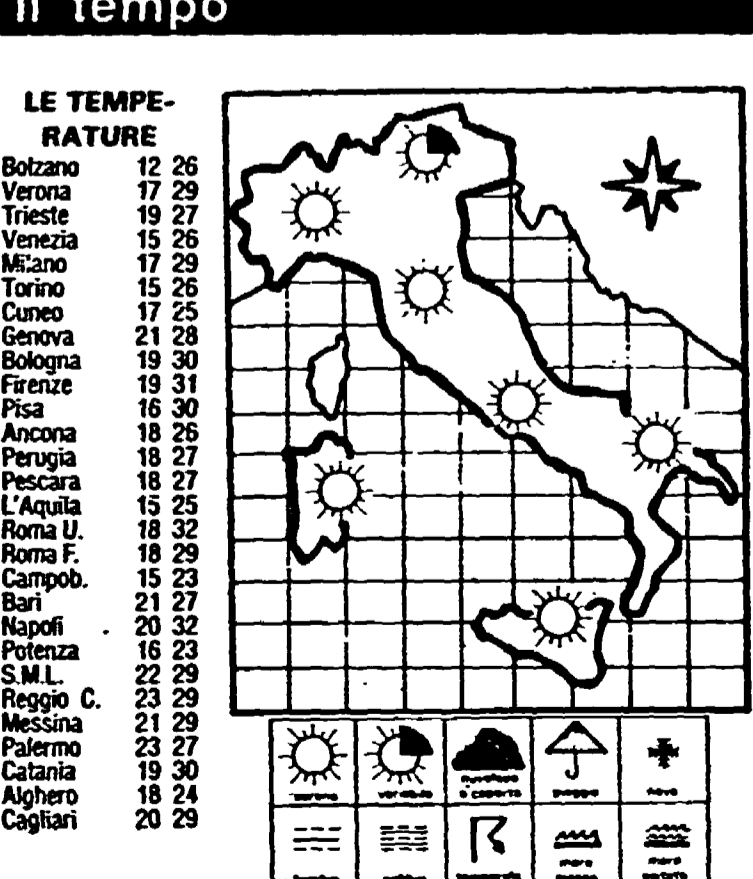 Il tempo
LE TEMPE-
RATURE
Bolzano 12 26
Verona 17 29
Trieste 19 27
Venezia 15 26
Milano 17 29
Torino 15 26
Cuneo 17 25
Genova 21 28
Bologna 19 30
Firenze 19 31
Pisa 16 30
Ancona 18 26
Perugia 18 27
Pescara 18 27
L'Aquila 15 25
Roma U. 18 32
Roma F. 18 29
Campob. 15 23
Bari 21 27
Napoli 20 32
Potenza 16 23
S.M.L. 22 29
Reggio C. 23 29
Messina 21 29
Palermo 23 27
Catania 19 30
Alghero 18 24
Cagliari 20 29
sereno variabile nuvoloso
o coperto pioggia neve
mare mare